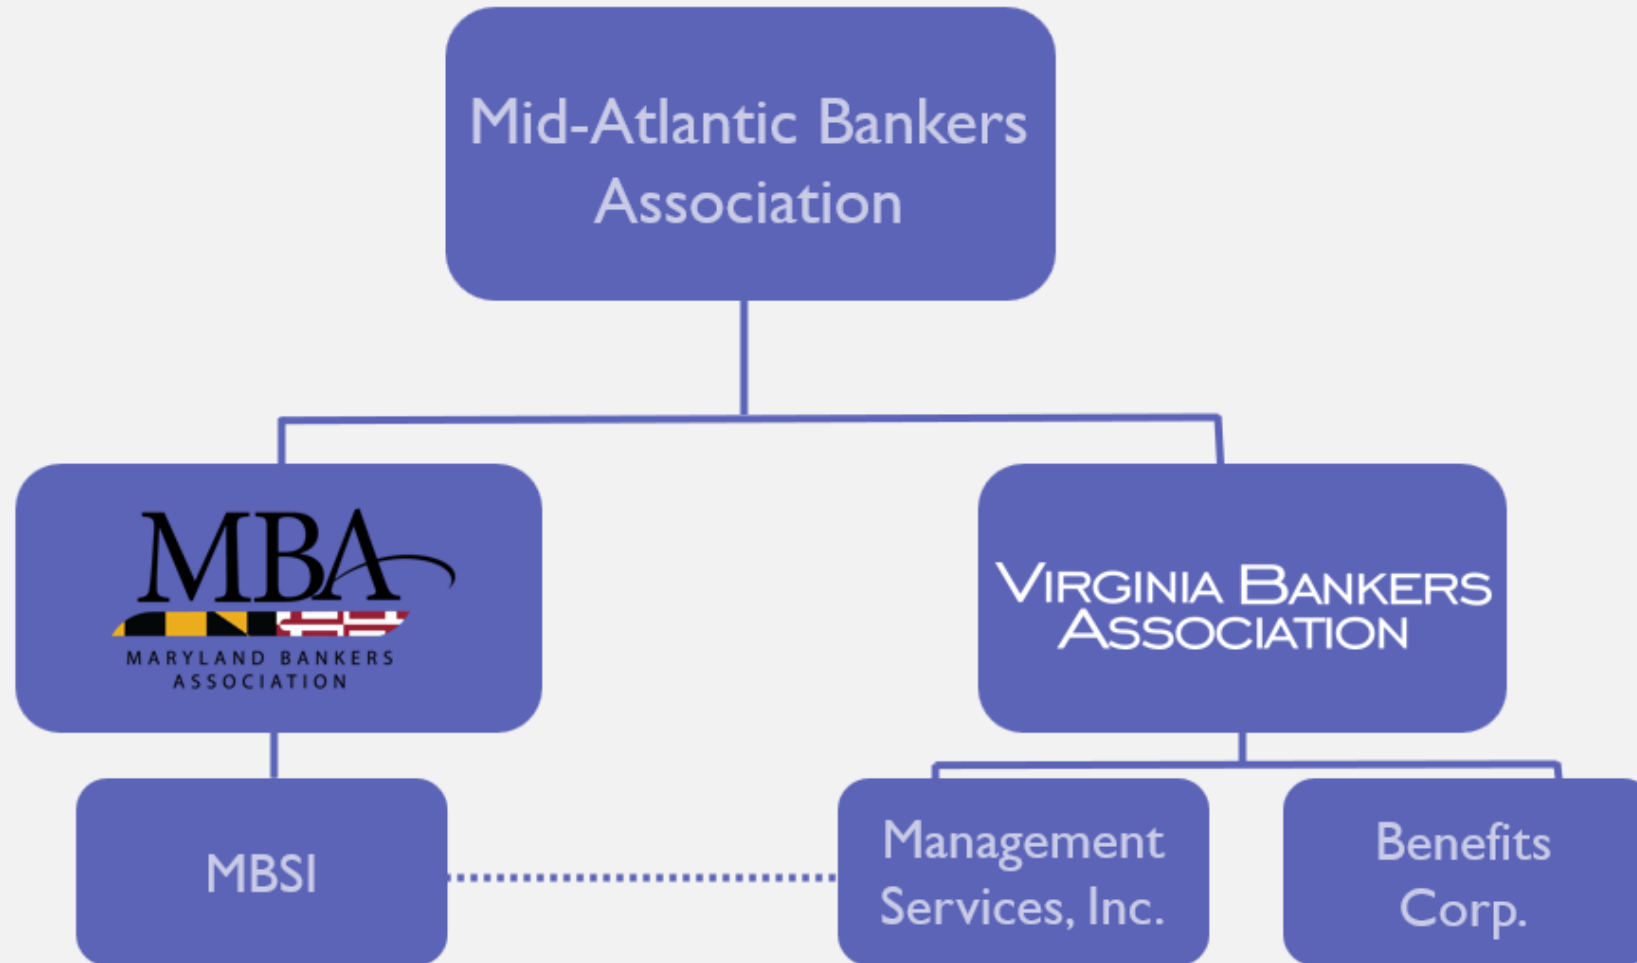 Mid-Atlantic Bankers
Association
MBA
MARYLAND BANKERS
ASSOCIATION
VIRGINIA BANKERS
ASSOCIATION
MBSI
Management
Services, Inc.
Benefits
Corp.